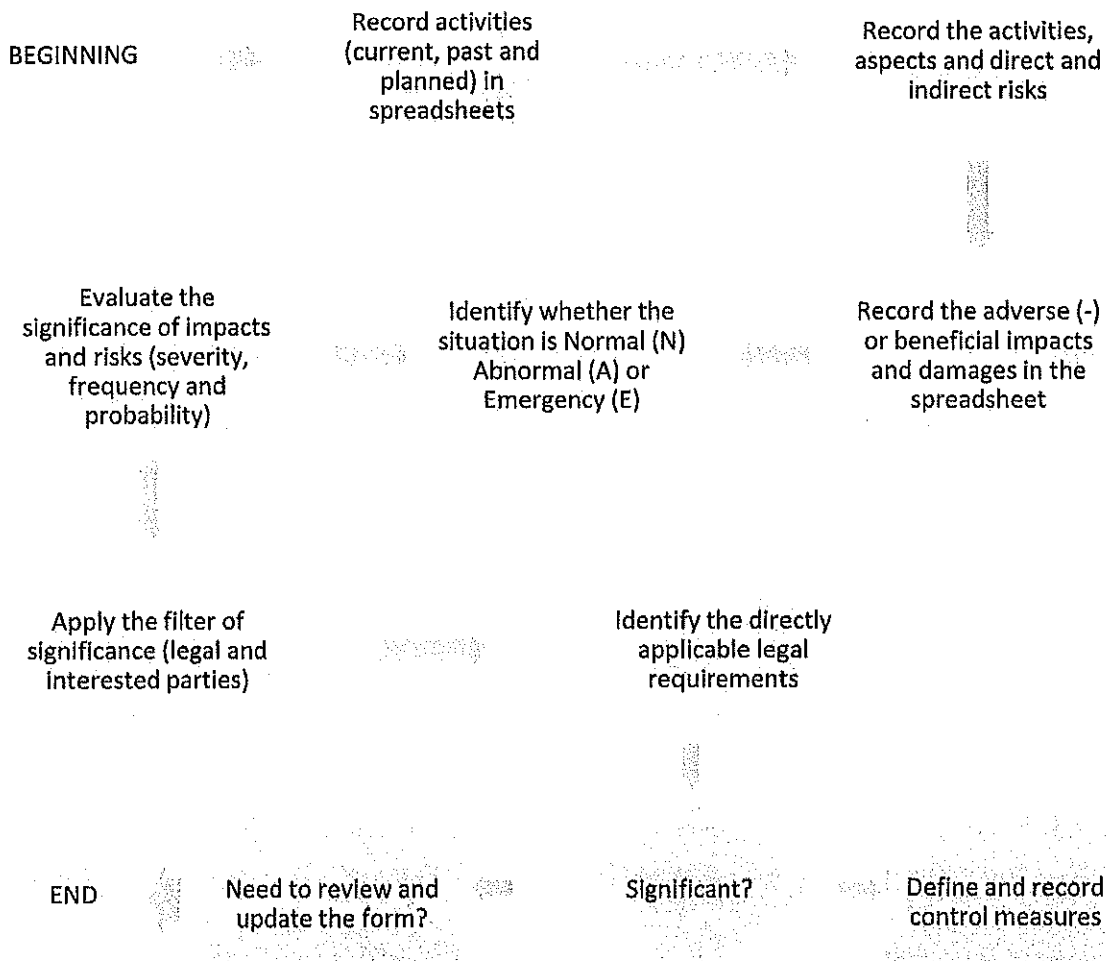 BEGINNING
Record activities
(current, past and
planned) in
spreadsheets
Record the activities,
aspects and direct and
indirect risks
Evaluate the
significance of impacts
and risks (severity,
frequency and
probability)
Identify whether the
situation is Normal (N)
Abnormal (A) or
Emergency (E)
Record the adverse (-)
or beneficial impacts
and damages in the
spreadsheet
Apply the filter of
significance (legal and
interested parties)
Identify the directly
applicable legal
requirements
END
Need to review and
update the form?
Significant?
Define and record
control measures